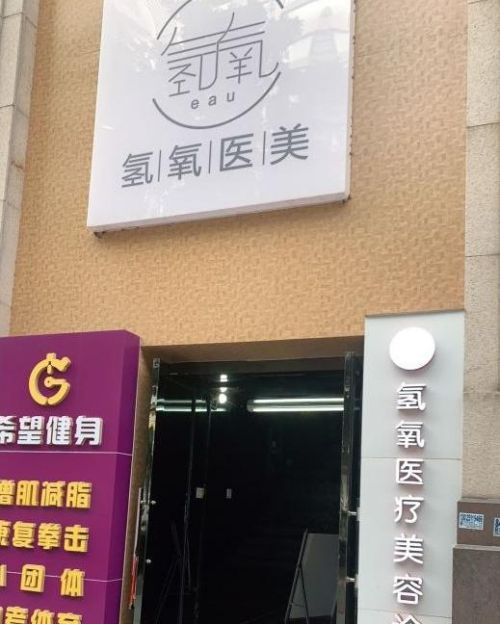 氢氧
eau
氢|氧|医|美
希望健身
增肌减脂
康复拳击
团体
氢氧医疗美容